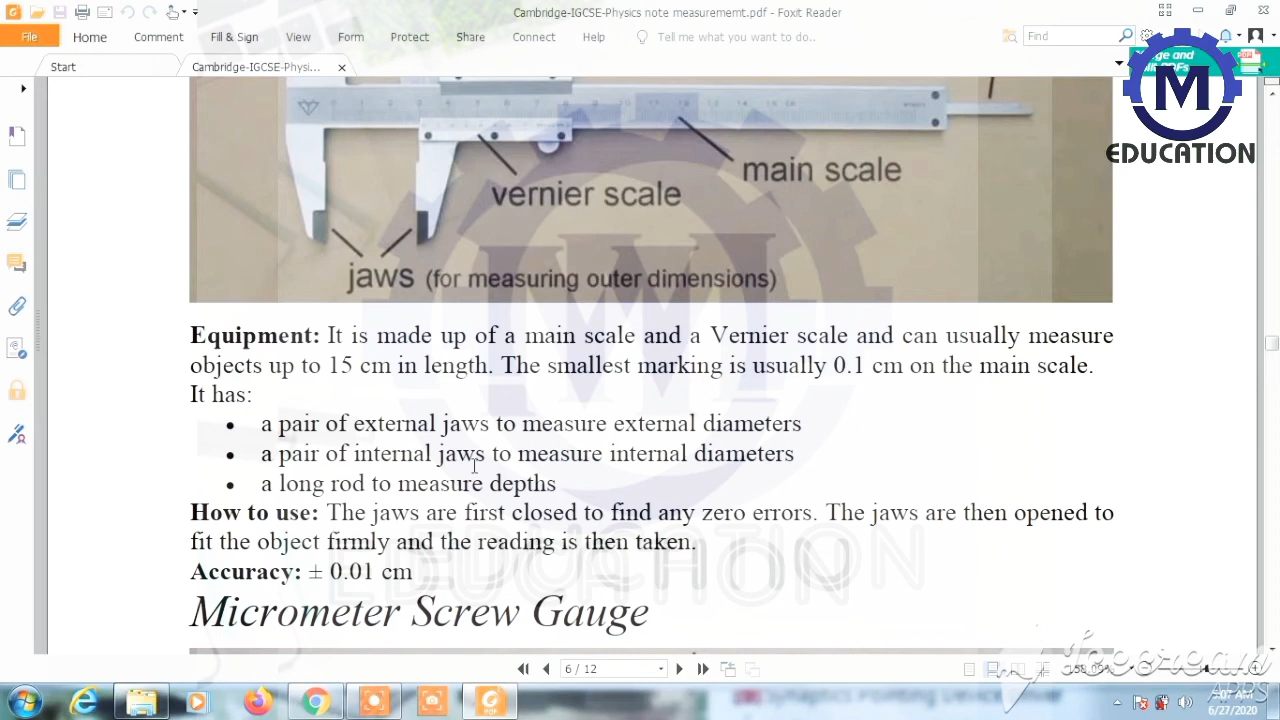 Cambridge-IGCSE-Physics note measurememt.pdf - Foxit Reader
File Home Comment Fill & Sign View Form Protect Share Connect Help Tell me what you want to do.. Find
Start Cambridge-IGCSE-Physi...
M
EDUCATION
main scale
vernier scale
jaws (for measuring outer dimensions)
Equipment: It is made up of a main scale and a Vernier scale and can usually measure
objects up to 15 cm in length. The smallest marking is usually 0.1 cm on the main scale.
It has:
• a pair of external jaws to measure external diameters
• a pair of internal jaws to measure internal diameters
• a long rod to measure depths
How to use: The jaws are first closed to find any zero errors. The jaws are then opened to
fit the object firmly and the reading is then taken.
Accuracy: ± 0.01 cm
EDUCATION
Micrometer Screw Gauge
6 / 12
APPS
5:07 AM
6/27/2020